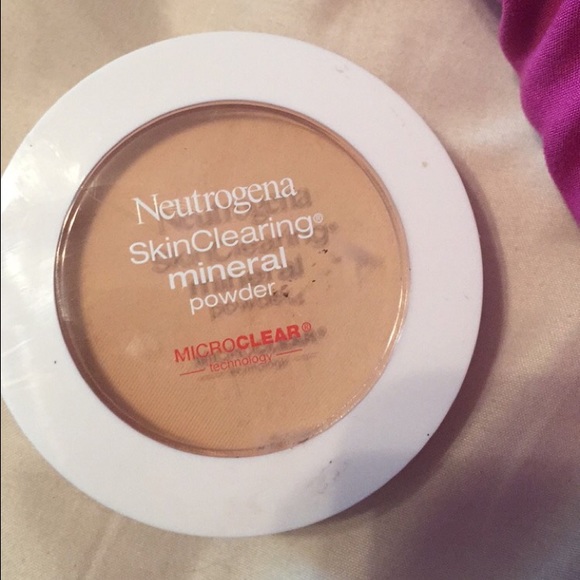 Neutrogena
SkinClearing®
mineral
powder
MICROCLEAR®
technology